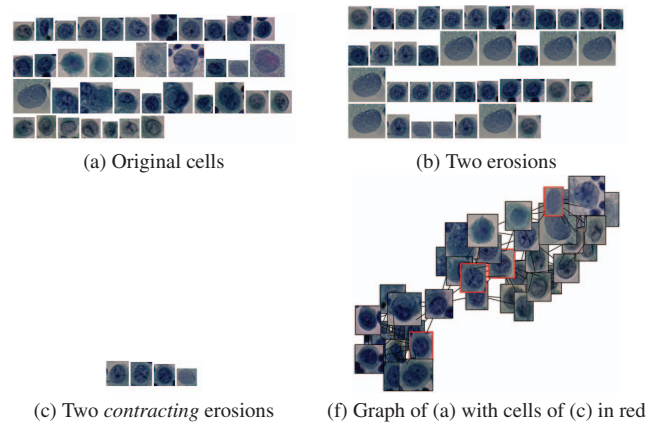 (a) Original cells
(b) Two erosions
(c) Two contracting erosions
(f) Graph of (a) with cells of (c) in red